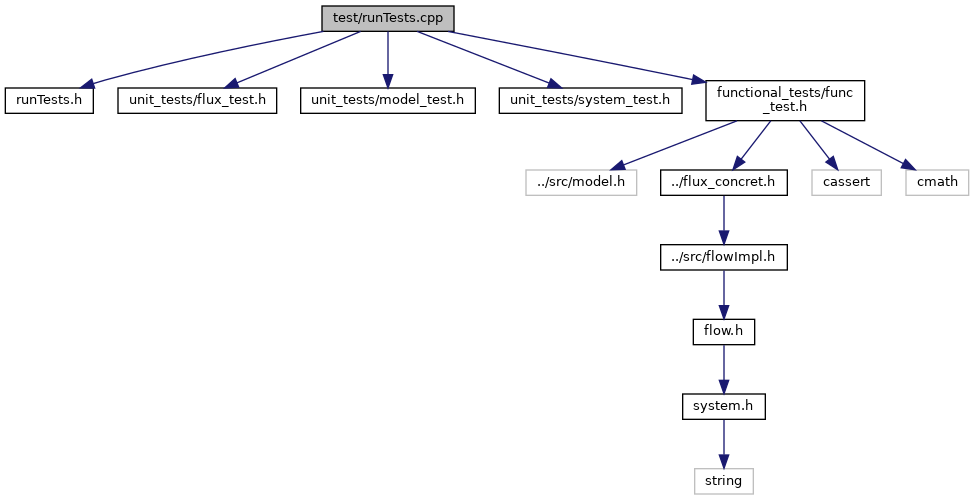 test/runTests.cpp
runTests.h
unit_tests/flux_test.h
unit_tests/model_test.h
unit_tests/system_test.h
functional_tests/func
_test.h
../src/model.h
../flux_concret.h
cassert
cmath
../src/flowImpl.h
flow.h
system.h
string